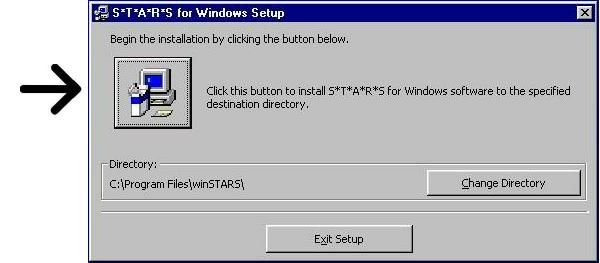 S*T*A*R*S for Windows Setup
Begin the installation by clicking the button below.
Click this button to install S*T*A*R*S for Windows software to the specified
destination directory.
Directory:
C:\Program Files\winSTARS\
Change Directory
Exit Setup